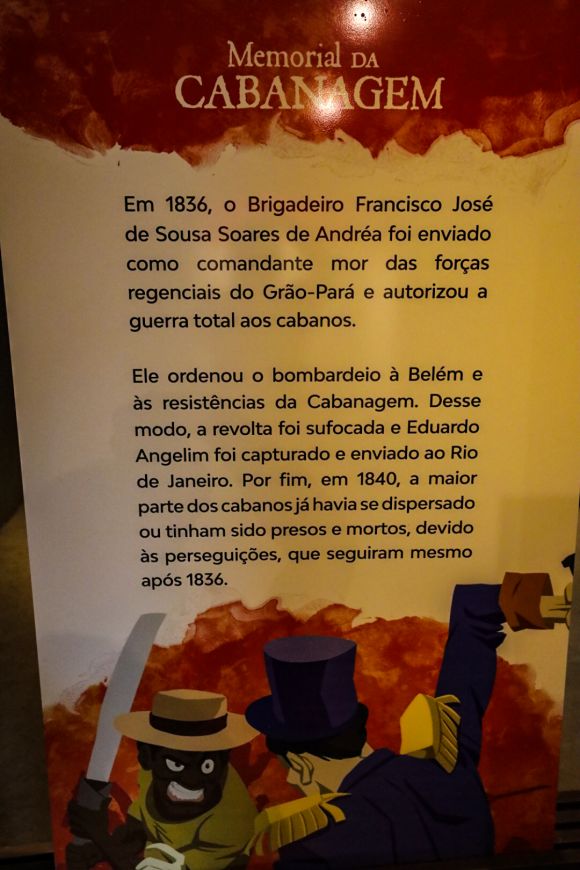 Memorial DA
CABANAGEM
Em 1836, o Brigadeiro Francisco José
de Sousa Soares de Andréa foi enviado
como comandante mor das forças
regenciais do Grão-Pará e autorizou a
guerra total aos cabanos.
Ele ordenou o bombardeio à Belém e
às resistências da Cabanagem. Desse
modo, a revolta foi sufocada e Eduardo
Angelim foi capturado e enviado ao Rio
de Janeiro. Por fim, em 1840, a maior
parte dos cabanos já havia se dispersado
ou tinham sido presos e mortos, devido
às perseguições, que seguiram mesmo
após 1836.